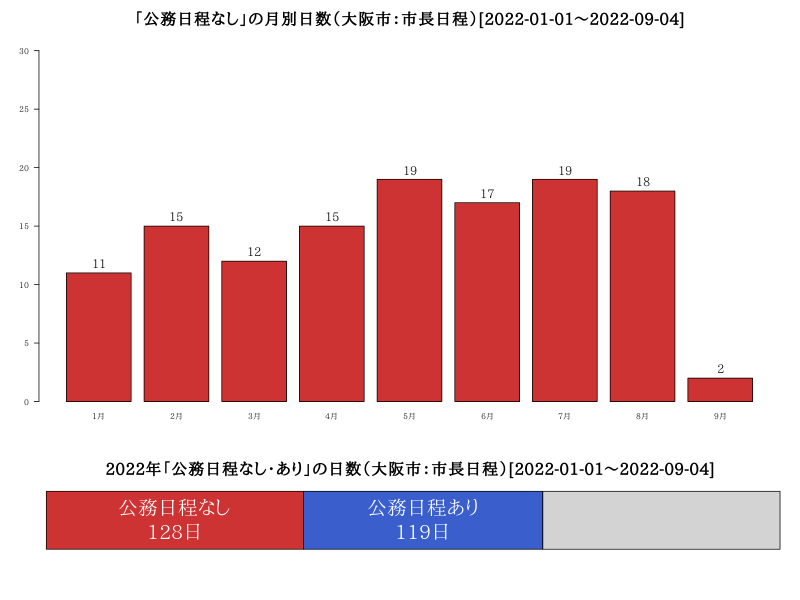 「公務日程なし」の月別日数(大阪市:市長日程)[2022-01-01～2022-09-04]
30
25
20
15
10
5
0
11
15
12
15
19
17
19
18
2
1月
2月
3月
4月
5月
6月
7月
8月
9月
2022年「公務日程なし・あり」の日数(大阪市:市長日程)[2022-01-01～2022-09-04]
公務日程なし
128日
公務日程あり
119日